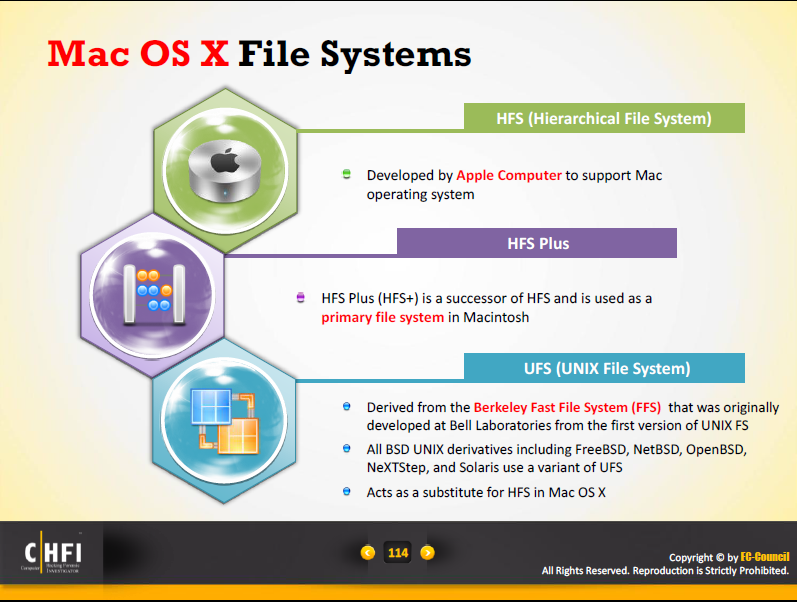 Mac OS X File Systems
HFS (Hierarchical File System)
Developed by Apple Computer to support Mac
operating system
HFS Plus
HFS Plus (HFS+) is a successor of HFS and is used as a
primary file system in Macintosh
UFS (UNIX File System)
Derived from the Berkeley Fast File System (FFS) that was originally
developed at Bell Laboratories from the first version of UNIX FS
All BSD UNIX derivatives including FreeBSD, NetBSD, OpenBSD,
NeXTStep, and Solaris use a variant of UFS
Acts as a substitute for HFS in Mac OS X
CHFI
Computer Hacking Forensic
INVESTIGATOR
114
Copyright © by EC-Council
All Rights Reserved. Reproduction is Strictly Prohibited.